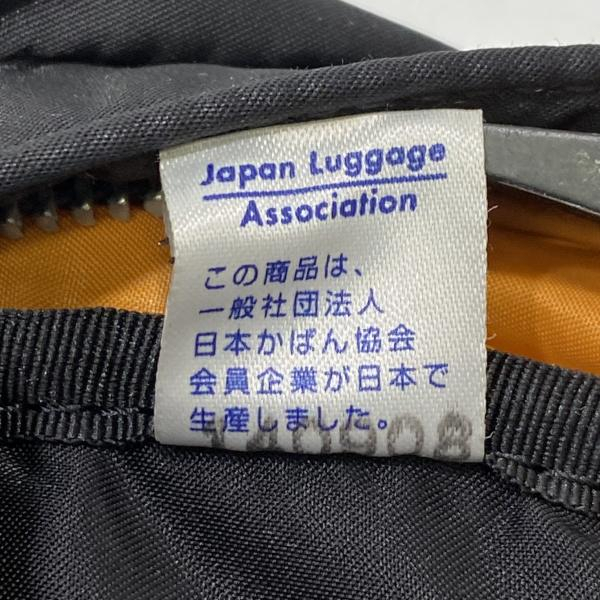 Japan Luggage
Association
この商品は、
一般社団法人
日本かばん協会
会員企業が日本で
生産しました。